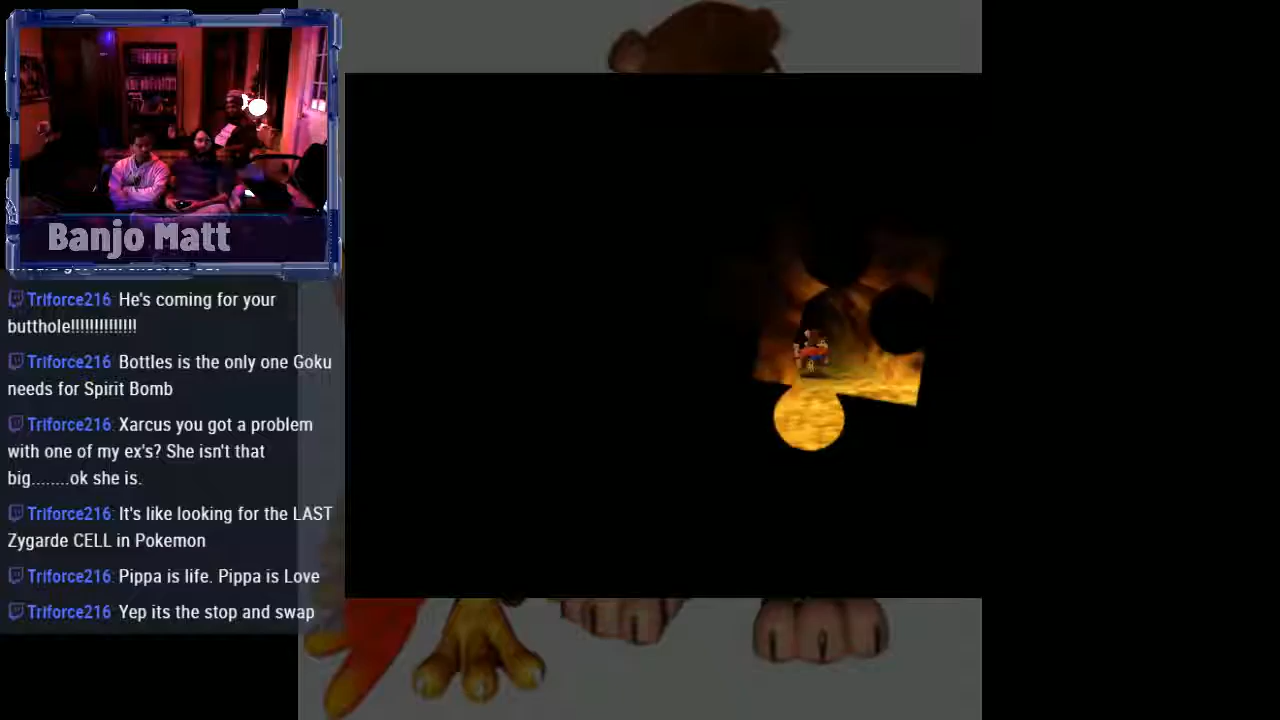 Banjo Matt
Triforce216: He's coming for your
butthole!!!!!!!!!!!!!!
Triforce216: Bottles is the only one Goku
needs for Spirit Bomb
Triforce216: Xarcus you got a problem
with one of my ex's? She isn't that
big........ok she is.
Triforce216: It's like looking for the LAST
Zygarde CELL in Pokemon
Triforce216: Pippa is life. Pippa is Love
Triforce216: Yep its the stop and swap